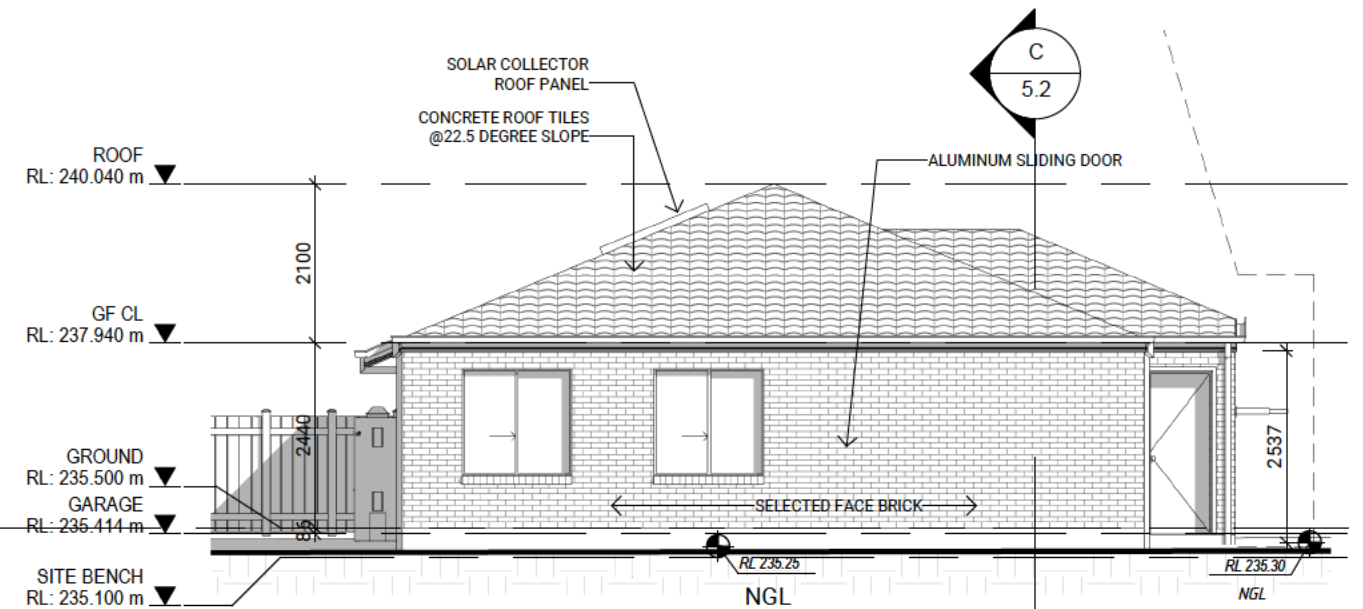 C
5.2
SOLAR COLLECTOR
ROOF PANEL
CONCRETE ROOF TILES
@22.5 DEGREE SLOPE
ALUMINUM SLIDING DOOR
ROOF
RL: 240.040 m
2100
GF CL
RL: 237.940 m
2440
2537
GROUND
RL: 235.500 m
GARAGE
RL: 235.414 m
86
SELECTED FACE BRICK
RL 235.25
RL 235.30
SITE BENCH
RL: 235.100 m
NGL
NGL